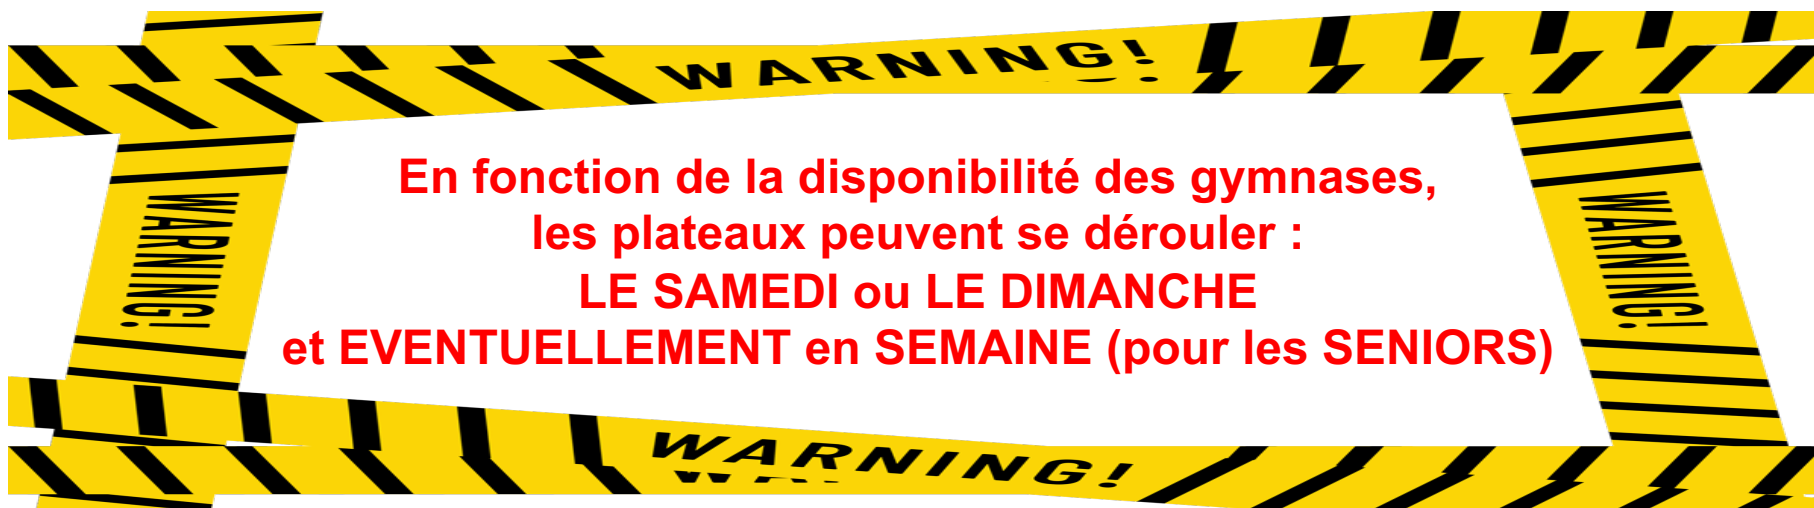 WARNING!
WARNING!
WARNING!
En fonction de la disponibilité des gymnases,
les plateaux peuvent se dérouler :
LE SAMEDI ou LE DIMANCHE
et EVENTUELLEMENT en SEMAINE (pour les SENIORS)
WARNING!